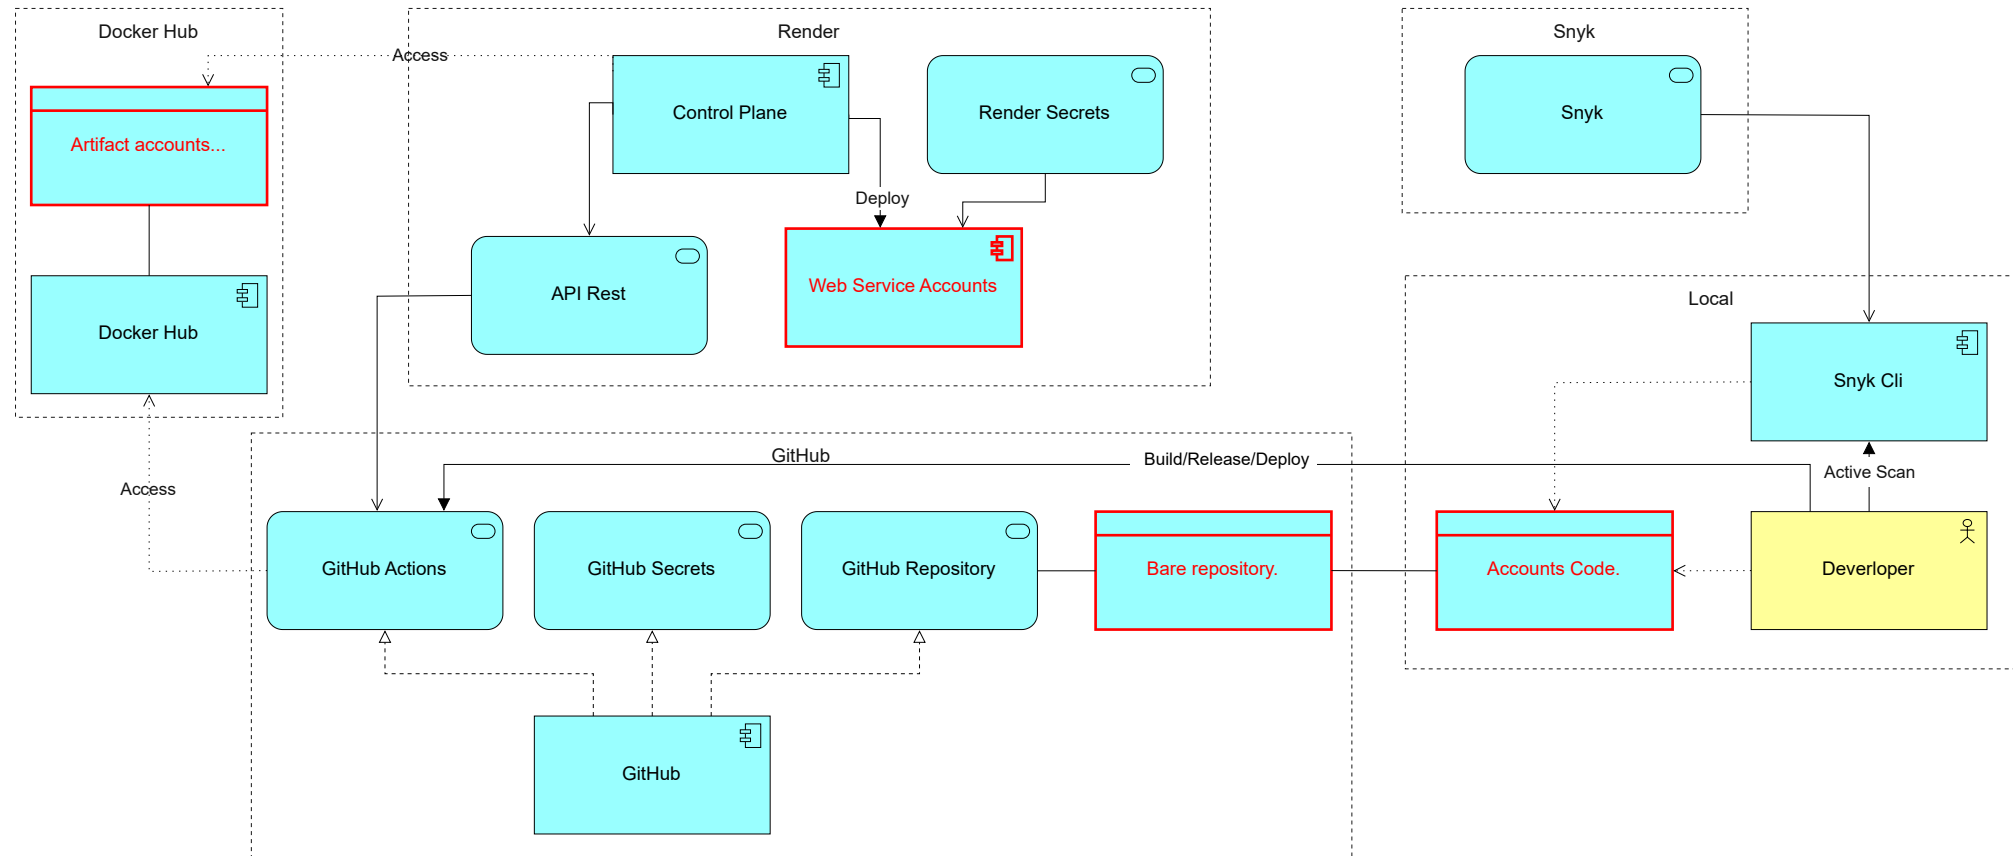 Docker Hub
Render
Snyk
Access
Control Plane
Render Secrets
Snyk
Artifact accounts...
Deploy
API Rest
Web Service Accounts
Local
Docker Hub
Snyk Cli
GitHub
Build/Release/Deploy
Active Scan
Access
GitHub Actions
GitHub Secrets
GitHub Repository
Bare repository.
Accounts Code.
Deverloper
GitHub